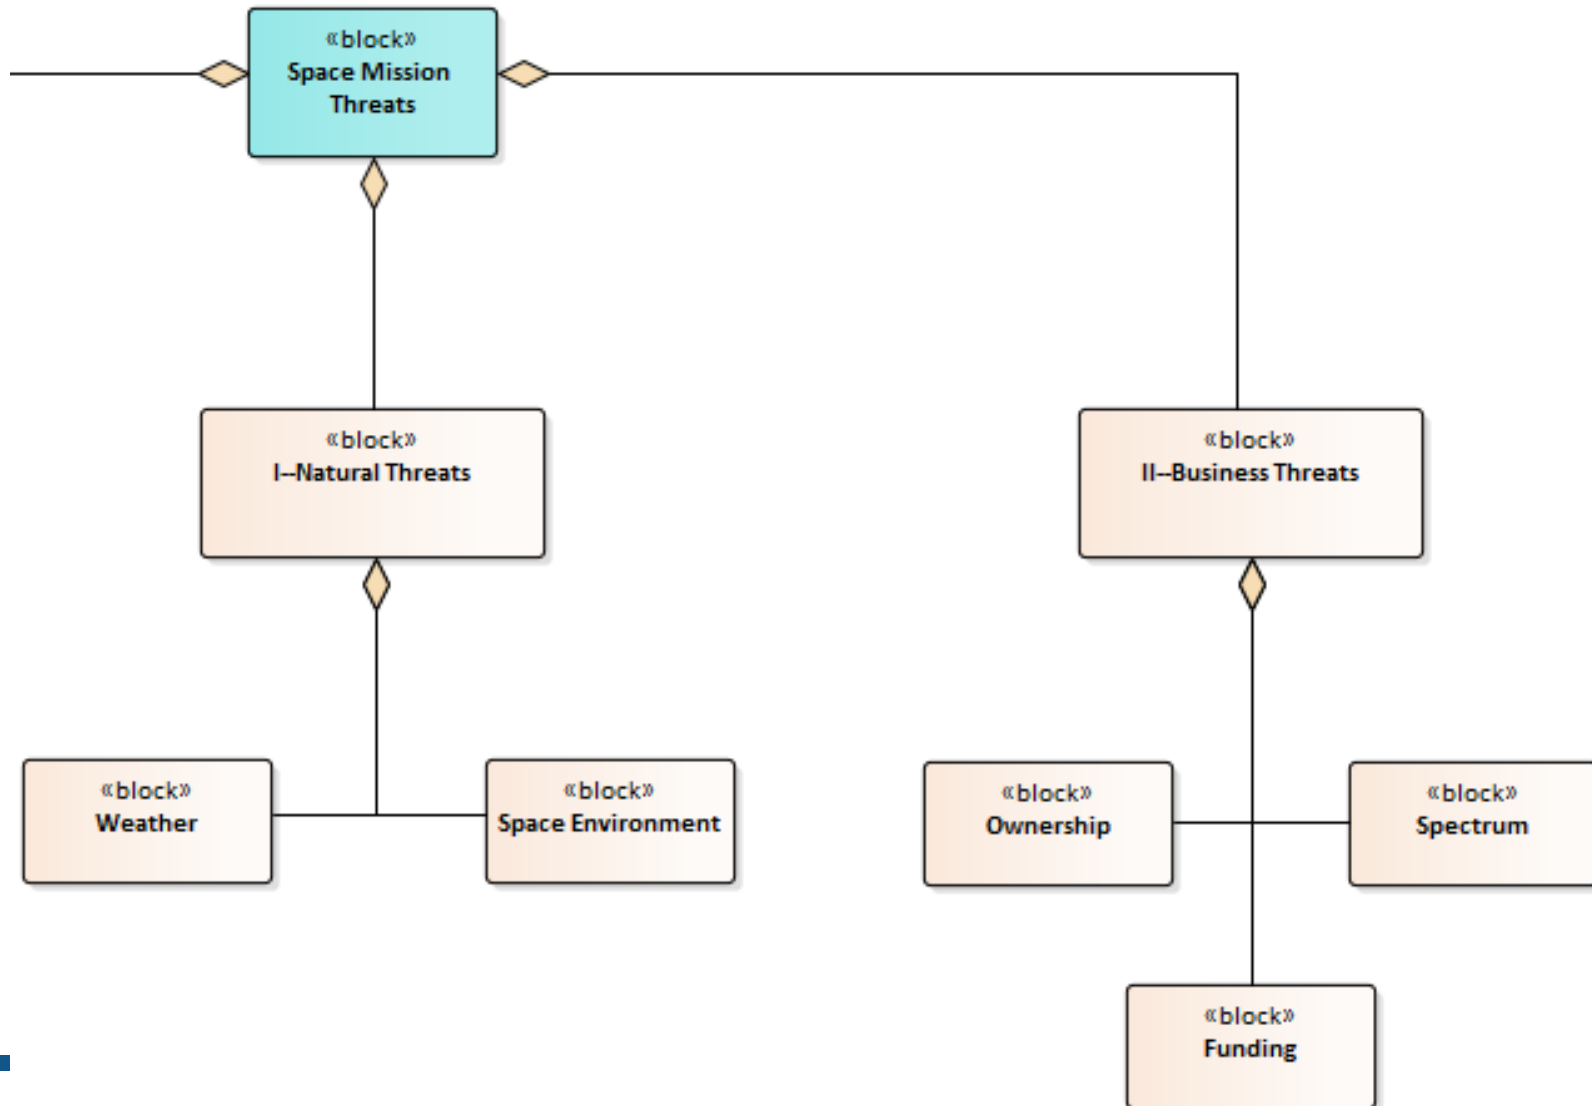 «block»
Space Mission
Threats
«block»
I--Natural Threats
«block»
II--Business Threats
«block»
Weather
«block»
Space Environment
«block»
Ownership
«block»
Spectrum
«block»
Funding